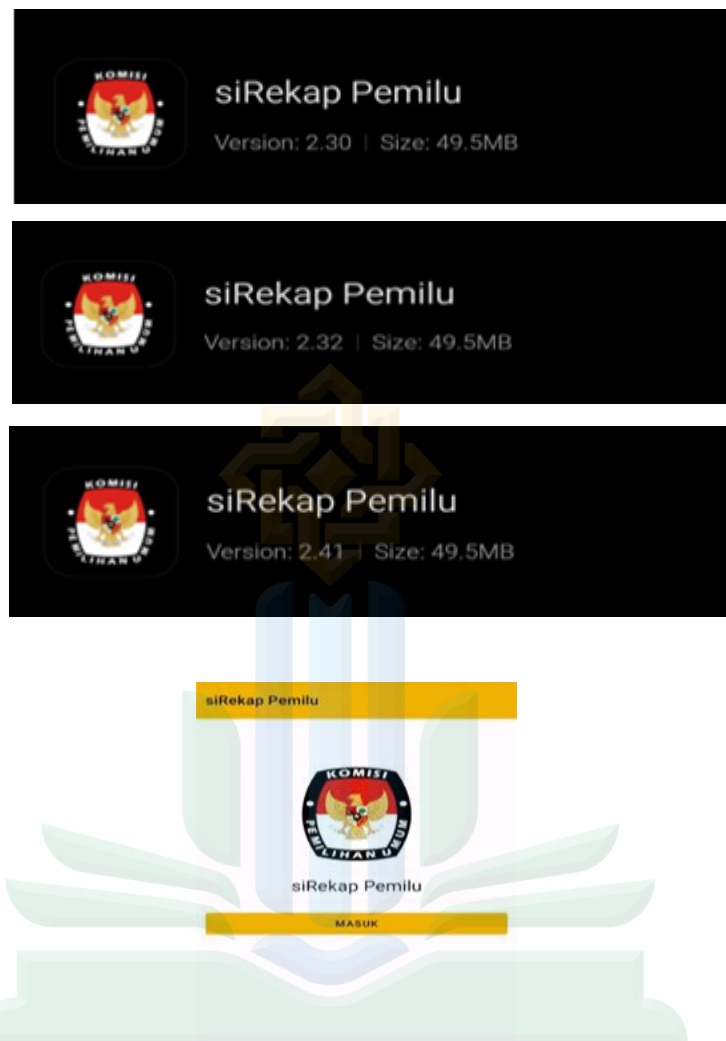 KOMISI
PEMILIHAN UMUM
siRekap Pemilu
Version: 2.30 | Size: 49.5MB
KOMISI
PEMILIHAN UMUM
siRekap Pemilu
Version: 2.32 | Size: 49.5MB
KOMISI
PEMILIHAN UMUM
siRekap Pemilu
Version: 2.41 | Size: 49.5MB
siRekap Pemilu
KOMISI
PEMILIHAN UMUM
siRekap Pemilu
MASUK